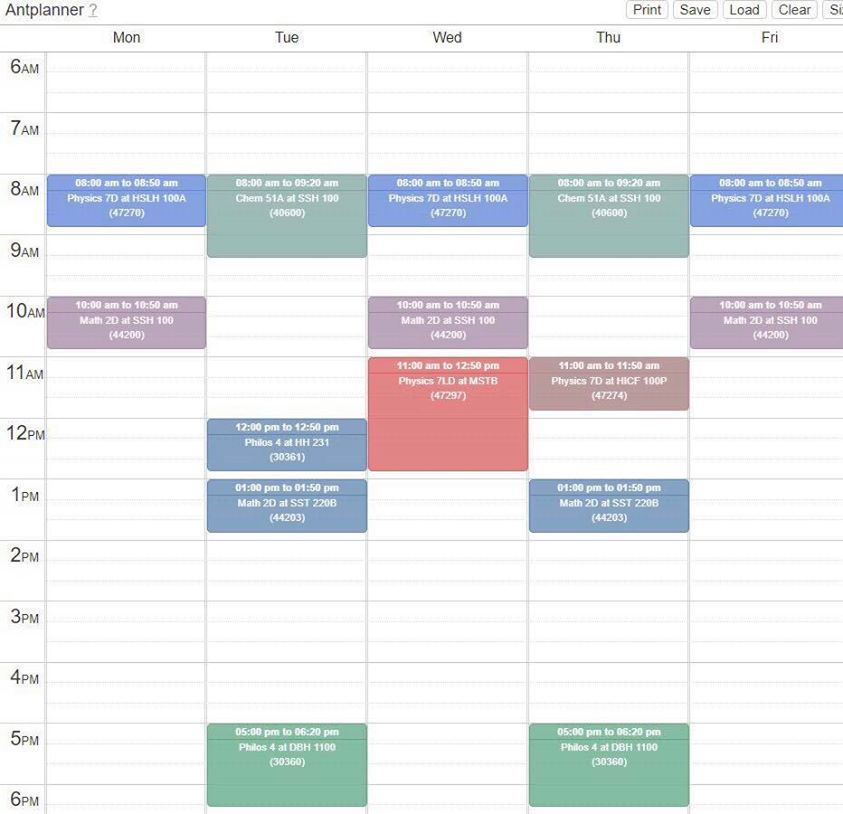 Antplanner ?
Print Save Load Clear
Mon Tue Wed Thu Fri
6AM
7AM
8AM
08:00 am to 08:50 am
Physics 7D at HSLH 100A
(47270)
08:00 am to 09:20 am
Chem 51A at SSH 100
(40600)
08:00 am to 08:50 am
Physics 7D at HSLH 100A
(47270)
08:00 am to 09:20 am
Chem 51A at SSH 100
(40600)
08:00 am to 08:50 am
Physics 7D at HSLH 100A
(47270)
9AM
10AM
10:00 am to 10:50 am
Math 2D at SSH 100
(44200)
10:00 am to 10:50 am
Math 2D at SSH 100
(44200)
10:00 am to 10:50 am
Math 2D at SSH 100
(44200)
11AM
11:00 am to 12:50 pm
Physics 7LD at MSTB
(47297)
11:00 am to 11:50 am
Physics 7D at HICF 100P
(47274)
12PM
12:00 pm to 12:50 pm
Philos 4 at HH 231
(30361)
1PM
01:00 pm to 01:50 pm
Math 2D at SST 220B
(44203)
01:00 pm to 01:50 pm
Math 2D at SST 220B
(44203)
2PM
3PM
4PM
5PM
05:00 pm to 06:20 pm
Philos 4 at DBH 1100
(30360)
05:00 pm to 06:20 pm
Philos 4 at DBH 1100
(30360)
6PM